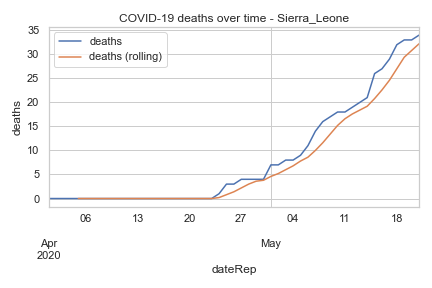 COVID-19 deaths over time - Sierra_Leone
35
30
25
20
15
10
5
0
deaths
deaths (rolling)
deaths
06 13 20 27 04 11 18
Apr May
2020
dateRep